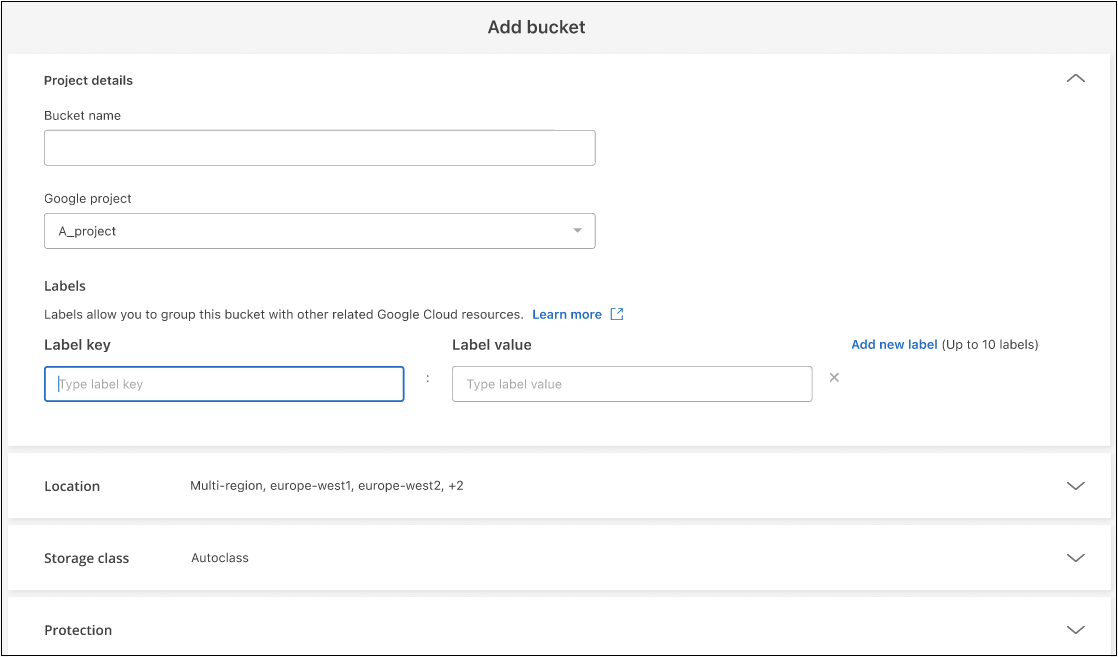 Add bucket
Project details
Bucket name
Google project
A_project
Labels
Labels allow you to group this bucket with other related Google Cloud resources. Learn more
Label key Label value Add new label (Up to 10 labels)
Type label key : Type label value
Location Multi-region, europe-west1, europe-west2, +2
Storage class Autoclass
Protection